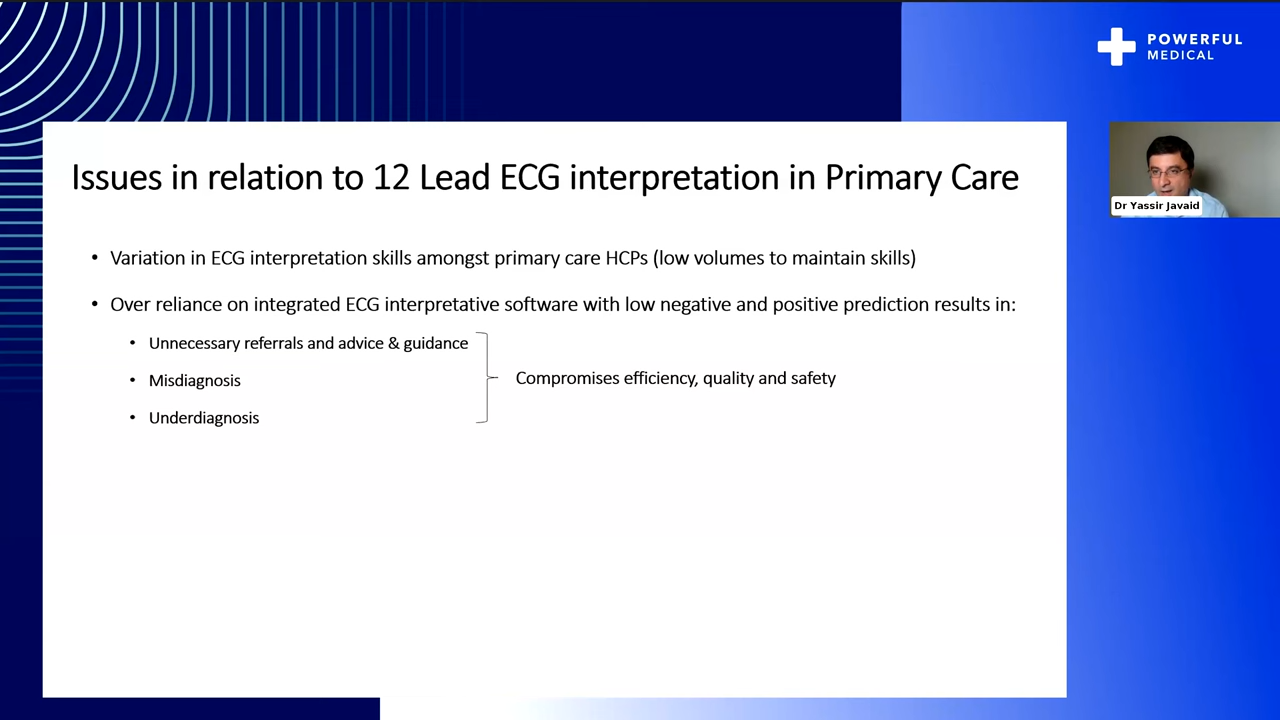 POWERFUL
MEDICAL
Issues in relation to 12 Lead ECG interpretation in Primary Care
Dr Yassir Javaid
• Variation in ECG interpretation skills amongst primary care HCPs (low volumes to maintain skills)
• Over reliance on integrated ECG interpretative software with low negative and positive prediction results in:
• Unnecessary referrals and advice & guidance
• Misdiagnosis
• Underdiagnosis
Compromises efficiency, quality and safety